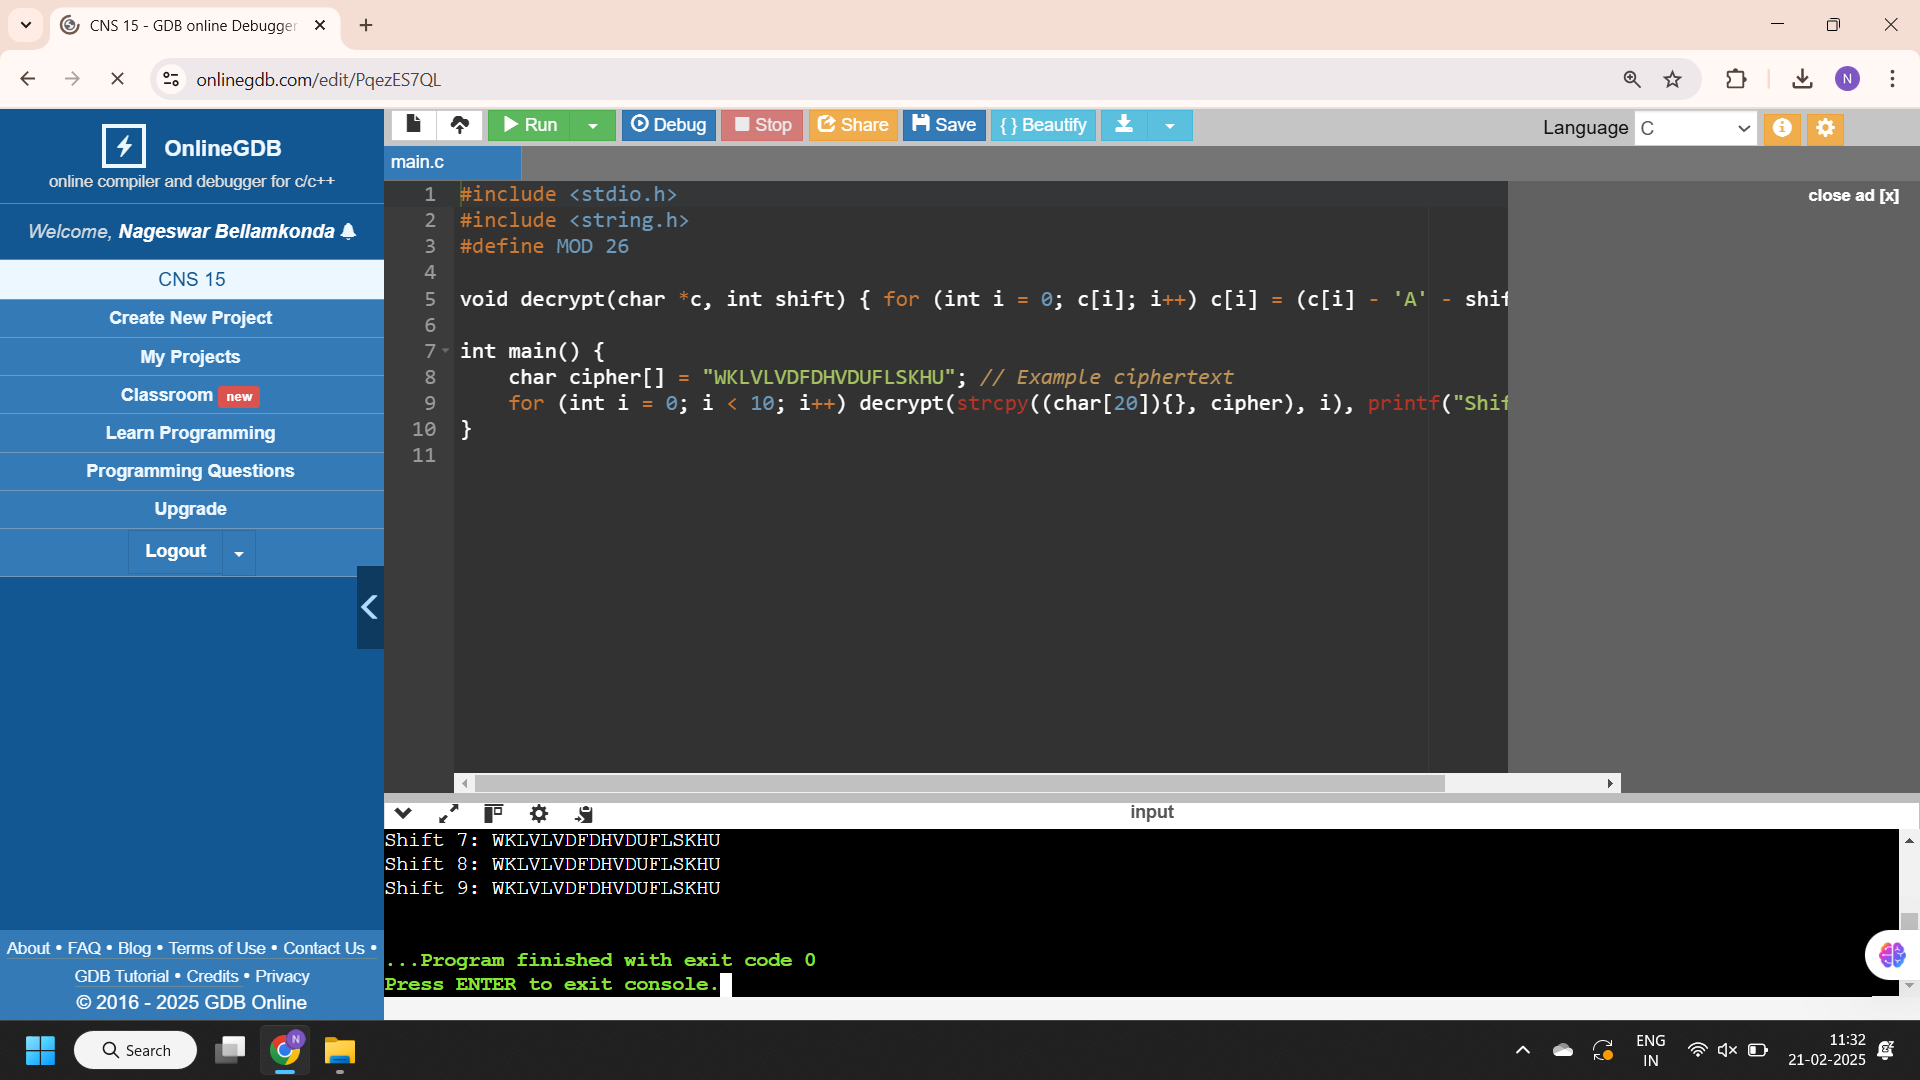 CNS 15 - GDB online Debugger
onlinegdb.com/edit/PqezES7QL
N
OnlineGDB
online compiler and debugger for c/c++
Welcome, Nageswar Bellamkonda
CNS 15
Create New Project
My Projects
Classroom new
Learn Programming
Programming Questions
Upgrade
Logout
About • FAQ • Blog • Terms of Use • Contact Us •
GDB Tutorial • Credits • Privacy
© 2016 - 2025 GDB Online
Run Debug Stop Share Save { } Beautify
Language C
main.c
close ad [x]
1 #include <stdio.h>
2 #include <string.h>
3 #define MOD 26
4
5 void decrypt(char *c, int shift) { for (int i = 0; c[i]; i++) c[i] = (c[i] - 'A' - shif
6
7 int main() {
8 char cipher[] = "WKLVLVDFDHVDUFLSKHU"; // Example ciphertext
9 for (int i = 0; i < 10; i++) decrypt(strcpy((char[20]){}, cipher), i), printf("Shif
10 }
11
input
Shift 7: WKLVLVDFDHVDUFLSKHU
Shift 8: WKLVLVDFDHVDUFLSKHU
Shift 9: WKLVLVDFDHVDUFLSKHU
...Program finished with exit code 0
Press ENTER to exit console.
Search
N
ENG
IN
11:32
21-02-2025